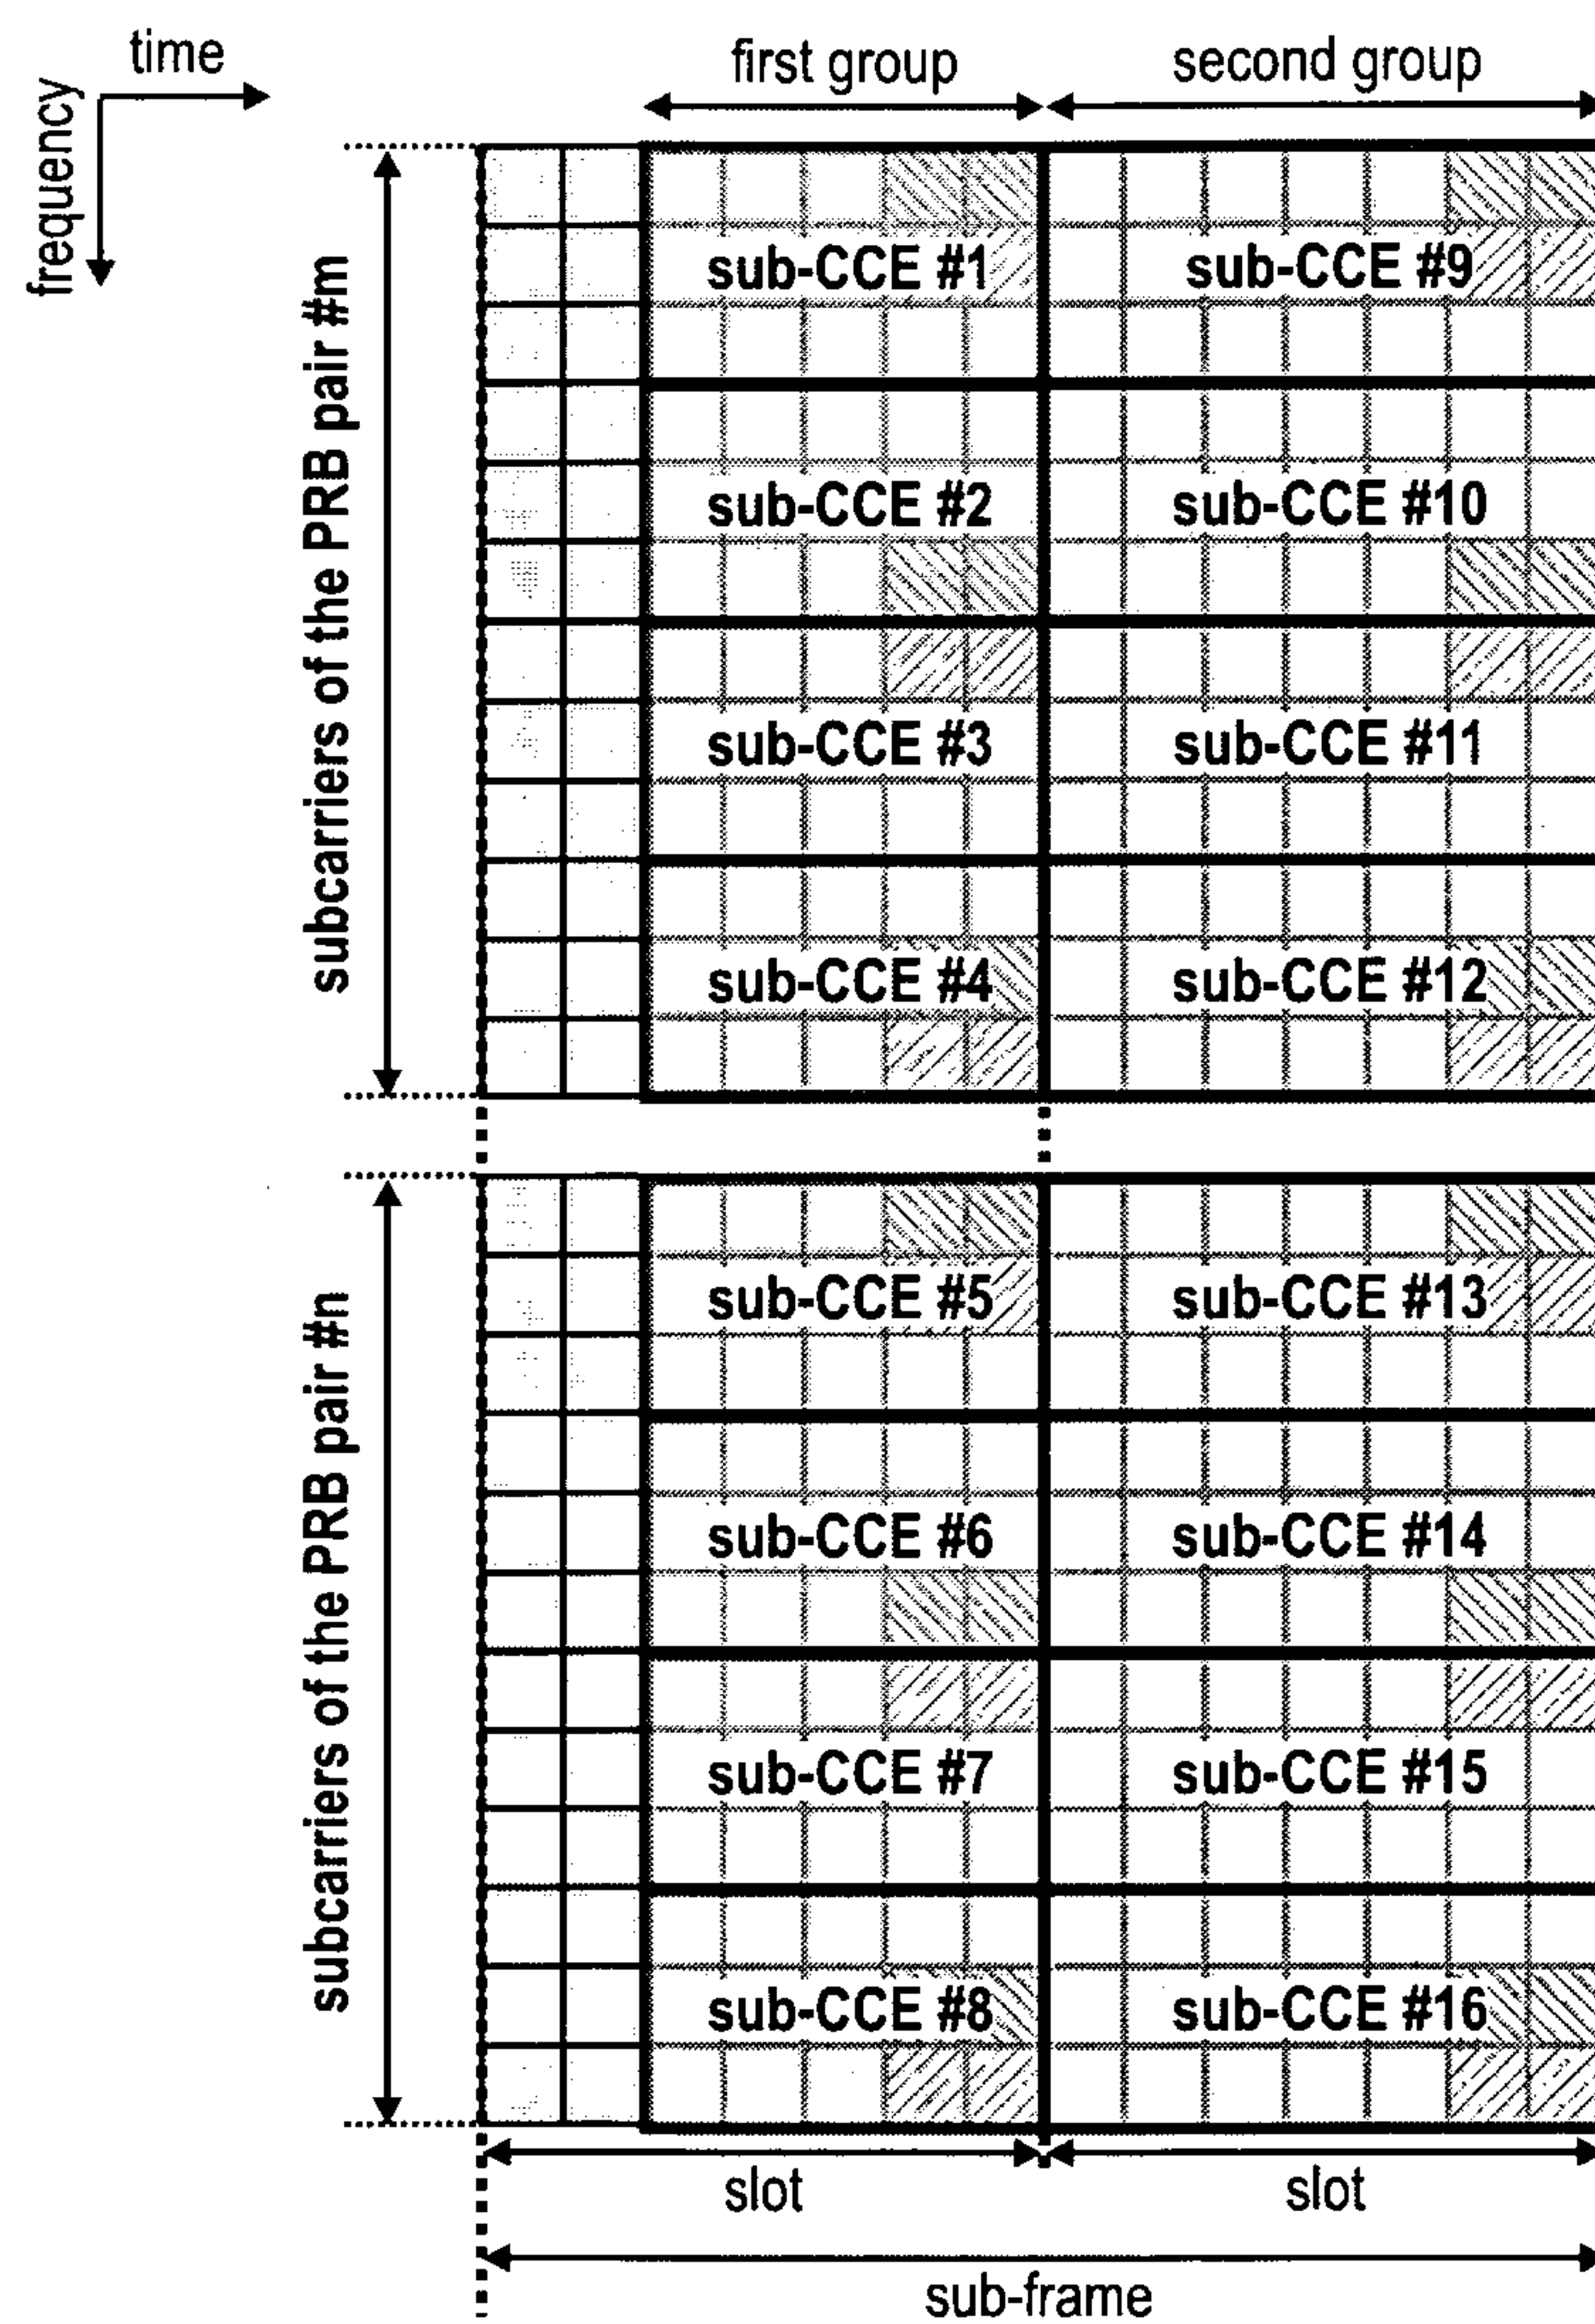 time
first group
second group
frequency
subcarriers of the PRB pair #m
sub-CCE #1
sub-CCE #9
sub-CCE #2
sub-CCE #10
sub-CCE #3
sub-CCE #11
sub-CCE #4
sub-CCE #12
subcarriers of the PRB pair #n
sub-CCE #5
sub-CCE #13
sub-CCE #6
sub-CCE #14
sub-CCE #7
sub-CCE #15
sub-CCE #8
sub-CCE #16
slot
slot
sub-frame